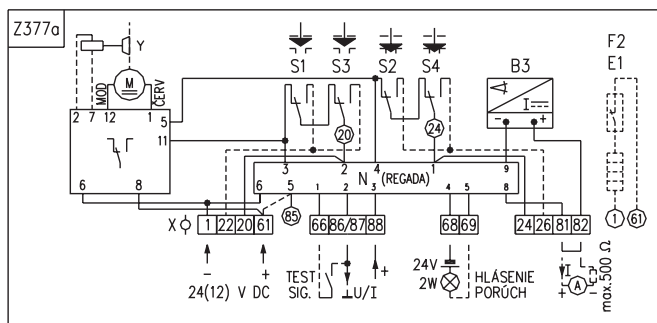 Z377a
Y
M
MOD
CERV
2 7 12 1
5
11
6 8
S1 S3 S2 S4
20
24
B3
I
- +
F2
E1
3 2 4 1 9
N (REGADA)
6 5 1 2 3 4 5 8
85
X 1 22 20 61 66 86/87 88 68 69 24 26 81 82
1 61
- +
24(12) V DC
TEST
SIG.
U/I
+
24V
2W
HLÁSENIE
PORÚCH
I
+ A -
max.500 Ω